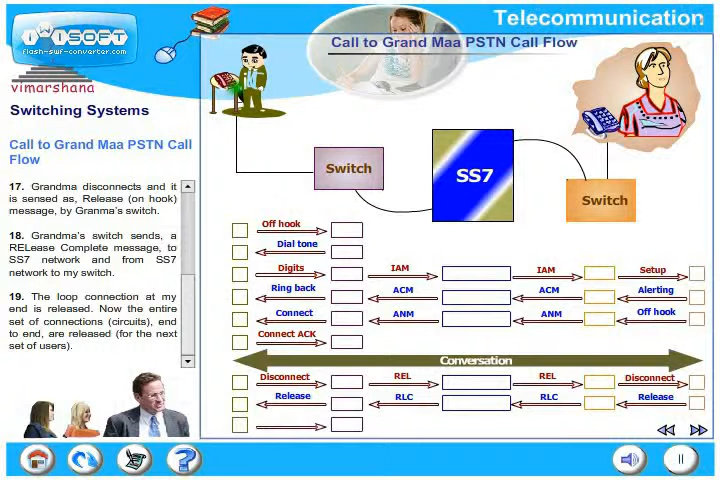 Telecommunication
iWiSOFT
flash-swf-converter.com
vimarshana
Switching Systems
Call to Grand Maa PSTN Call
Flow
17. Grandma disconnects and it
is sensed as, Release (on hook)
message, by Granma's switch.
18. Grandma's switch sends, a
RELease Complete message, to
SS7 network and from SS7
network to my switch.
19. The loop connection at my
end is released. Now the entire
set of connections (circuits), end
to end, are released (for the next
set of users).
Call to Grand Maa PSTN Call Flow
Switch
SS7
Switch
Off hook
Dial tone
Digits IAM IAM Setup
Ring back ACM ACM Alerting
Connect ANM ANM Off hook
Connect ACK
Conversation
Disconnect REL REL Disconnect
Release RLC RLC Release